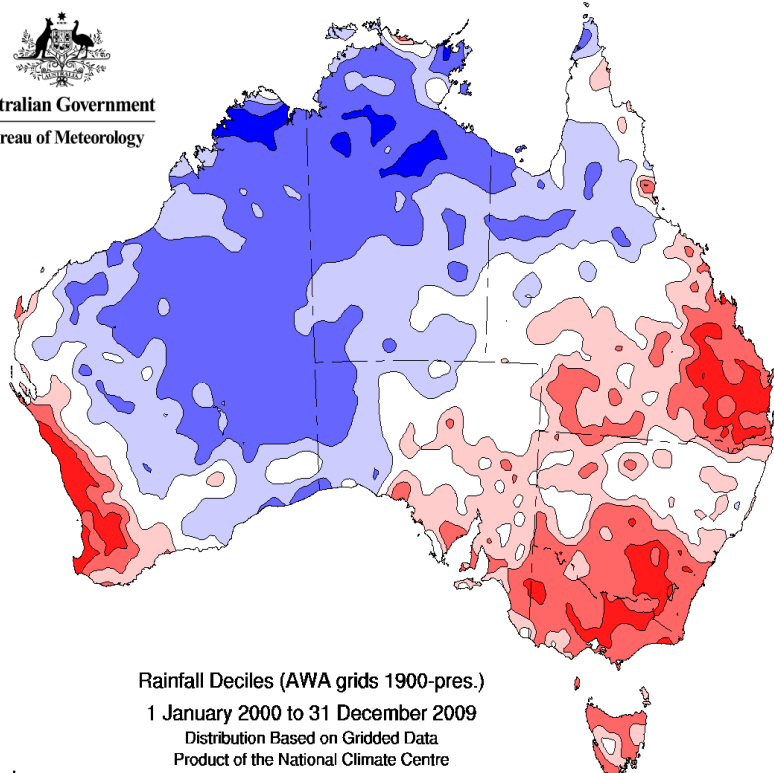 AUSTRALIA
tralian Government
reau of Meteorology
Rainfall Deciles (AWA grids 1900-pres.)
1 January 2000 to 31 December 2009
Distribution Based on Gridded Data
Product of the National Climate Centre